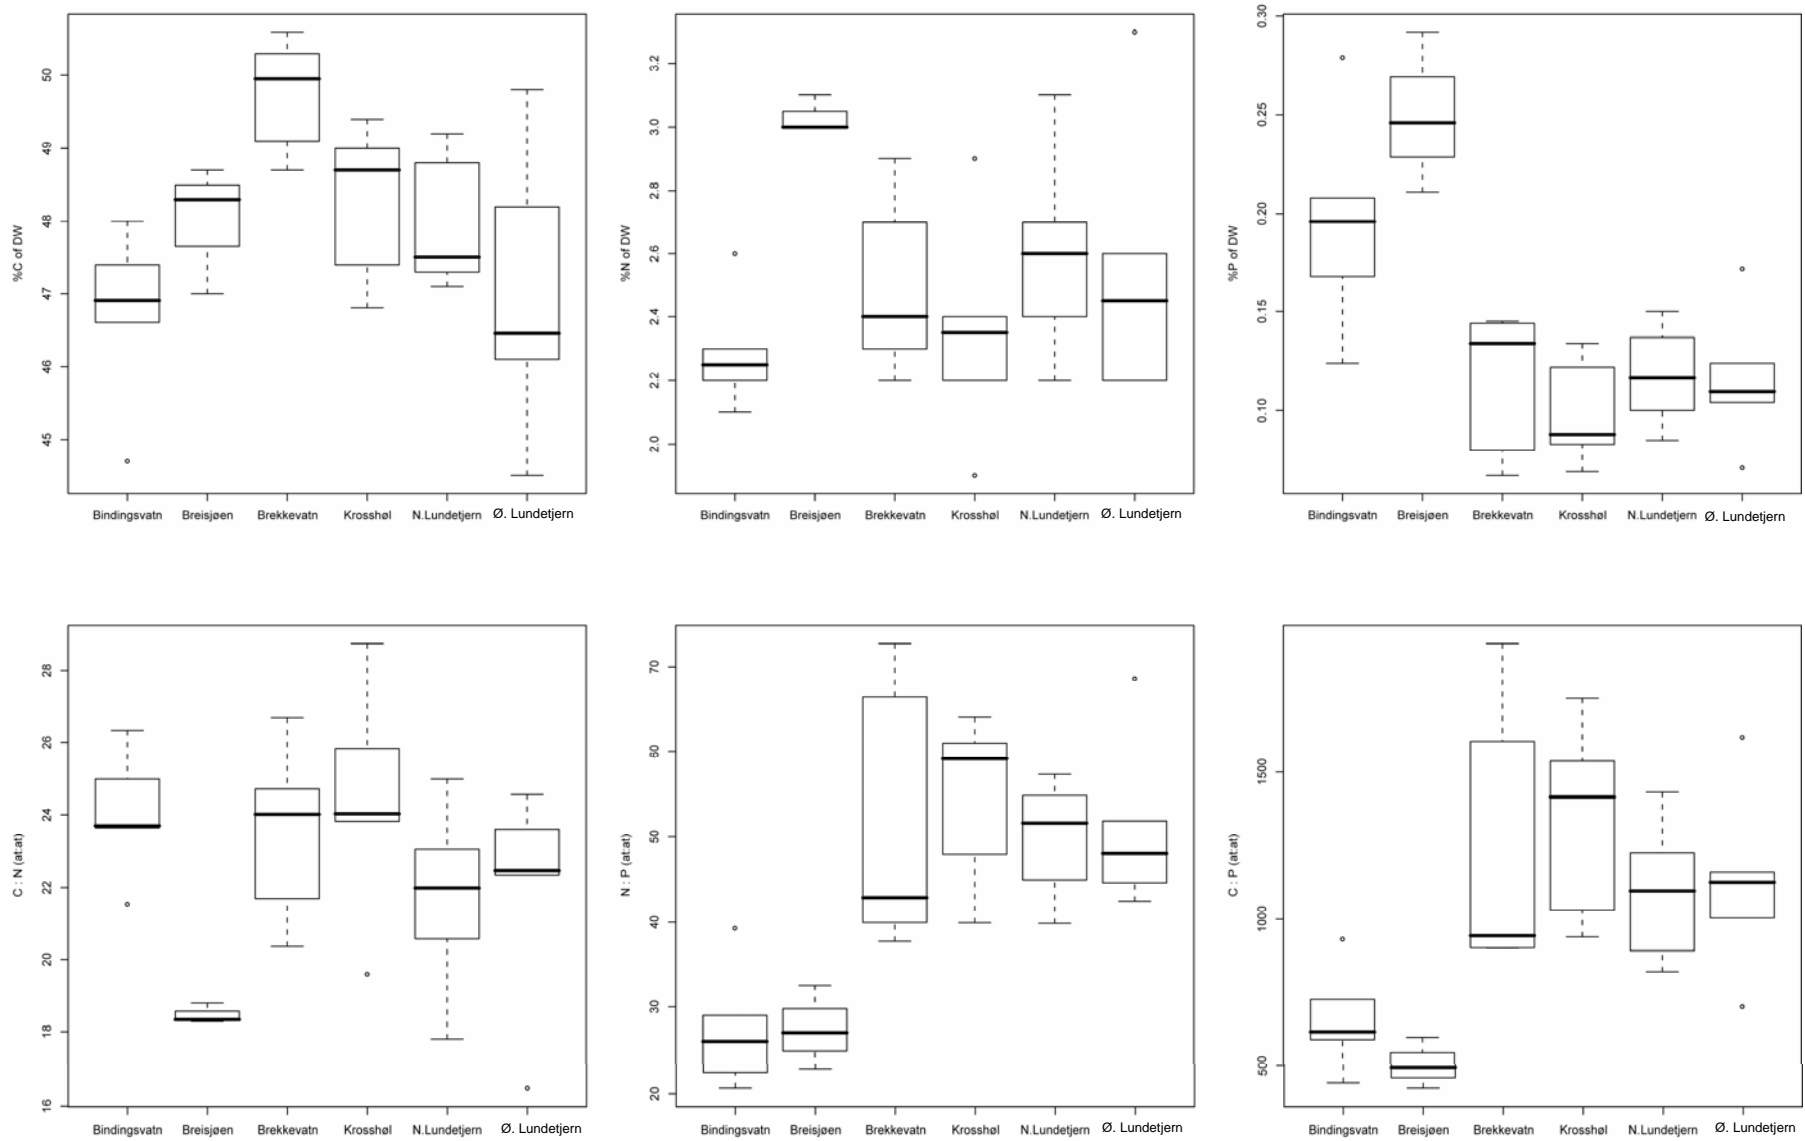 %C of DW
50
49
48
47
46
45
Bindingsvatn Breisjøen Brekkevatn Krosshøl N.Lundetjern Ø. Lundetjern
%N of DW
3.2
3.0
2.8
2.6
2.4
2.2
2.0
Bindingsvatn Breisjøen Brekkevatn Krosshøl N.Lundetjern Ø. Lundetjern
%P of DW
0.30
0.25
0.20
0.15
0.10
Bindingsvatn Breisjøen Brekkevatn Krosshøl N.Lundetjern Ø. Lundetjern
C : N (at:at)
28
26
24
22
20
18
16
Bindingsvatn Breisjøen Brekkevatn Krosshøl N.Lundetjern Ø. Lundetjern
N : P (at:at)
70
60
50
40
30
20
Bindingsvatn Breisjøen Brekkevatn Krosshøl N.Lundetjern Ø. Lundetjern
C : P (at:at)
1500
1000
500
Bindingsvatn Breisjøen Brekkevatn Krosshøl N.Lundetjern Ø. Lundetjern